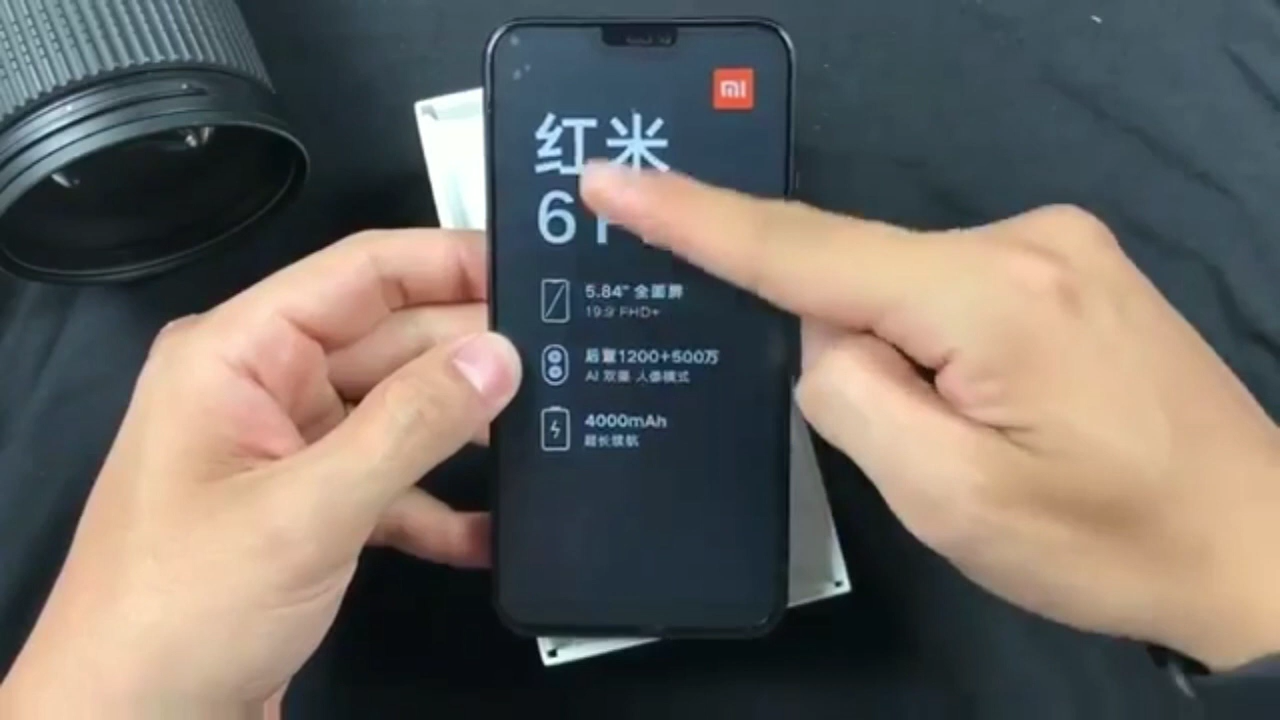 mi
红米
6
5.84" 全面屏
19:9 FHD+
后置1200+500万
AI 双摄 人像模式
4000mAh
超长续航